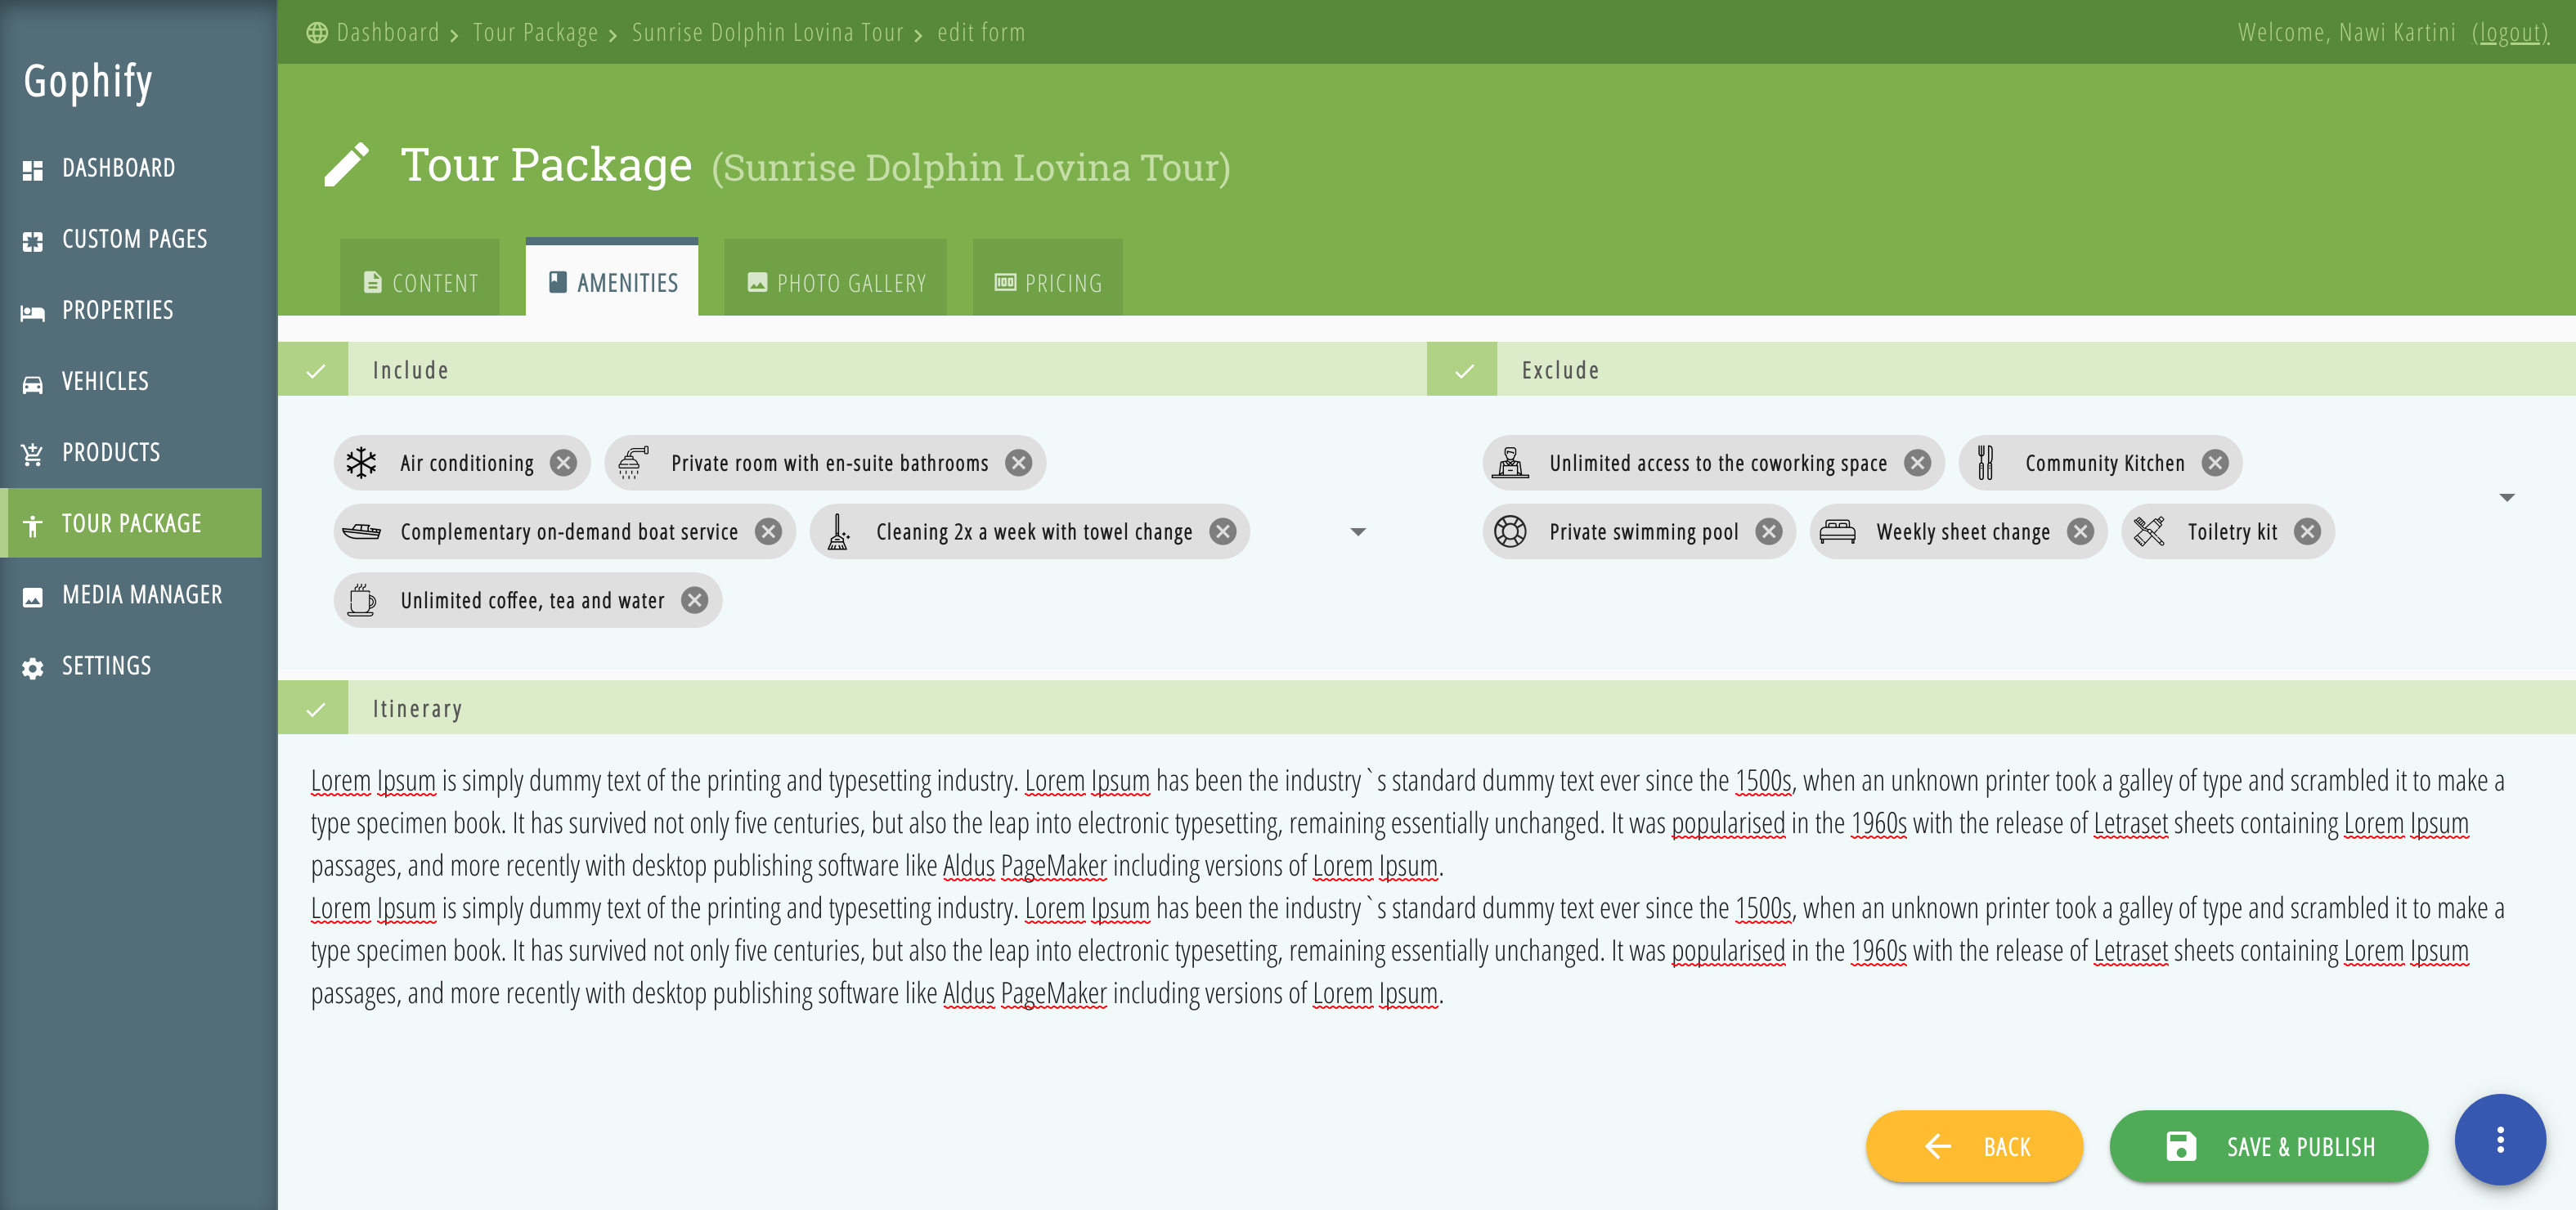 Gophify
DASHBOARD
CUSTOM PAGES
PROPERTIES
VEHICLES
PRODUCTS
TOUR PACKAGE
MEDIA MANAGER
SETTINGS
Dashboard > Tour Package > Sunrise Dolphin Lovina Tour > edit form
Welcome, Nawi Kartini (logout)
Tour Package (Sunrise Dolphin Lovina Tour)
CONTENT AMENITIES PHOTO GALLERY PRICING
Include
Air conditioning Private room with en-suite bathrooms
Complementary on-demand boat service Cleaning 2x a week with towel change
Unlimited coffee, tea and water
Exclude
Unlimited access to the coworking space Community Kitchen
Private swimming pool Weekly sheet change Toiletry kit
Itinerary
Lorem Ipsum is simply dummy text of the printing and typesetting industry. Lorem Ipsum has been the industry`s standard dummy text ever since the 1500s, when an unknown printer took a galley of type and scrambled it to make a
type specimen book. It has survived not only five centuries, but also the leap into electronic typesetting, remaining essentially unchanged. It was popularised in the 1960s with the release of Letraset sheets containing Lorem Ipsum
passages, and more recently with desktop publishing software like Aldus PageMaker including versions of Lorem Ipsum.
Lorem Ipsum is simply dummy text of the printing and typesetting industry. Lorem Ipsum has been the industry`s standard dummy text ever since the 1500s, when an unknown printer took a galley of type and scrambled it to make a
type specimen book. It has survived not only five centuries, but also the leap into electronic typesetting, remaining essentially unchanged. It was popularised in the 1960s with the release of Letraset sheets containing Lorem Ipsum
passages, and more recently with desktop publishing software like Aldus PageMaker including versions of Lorem Ipsum.
BACK SAVE & PUBLISH